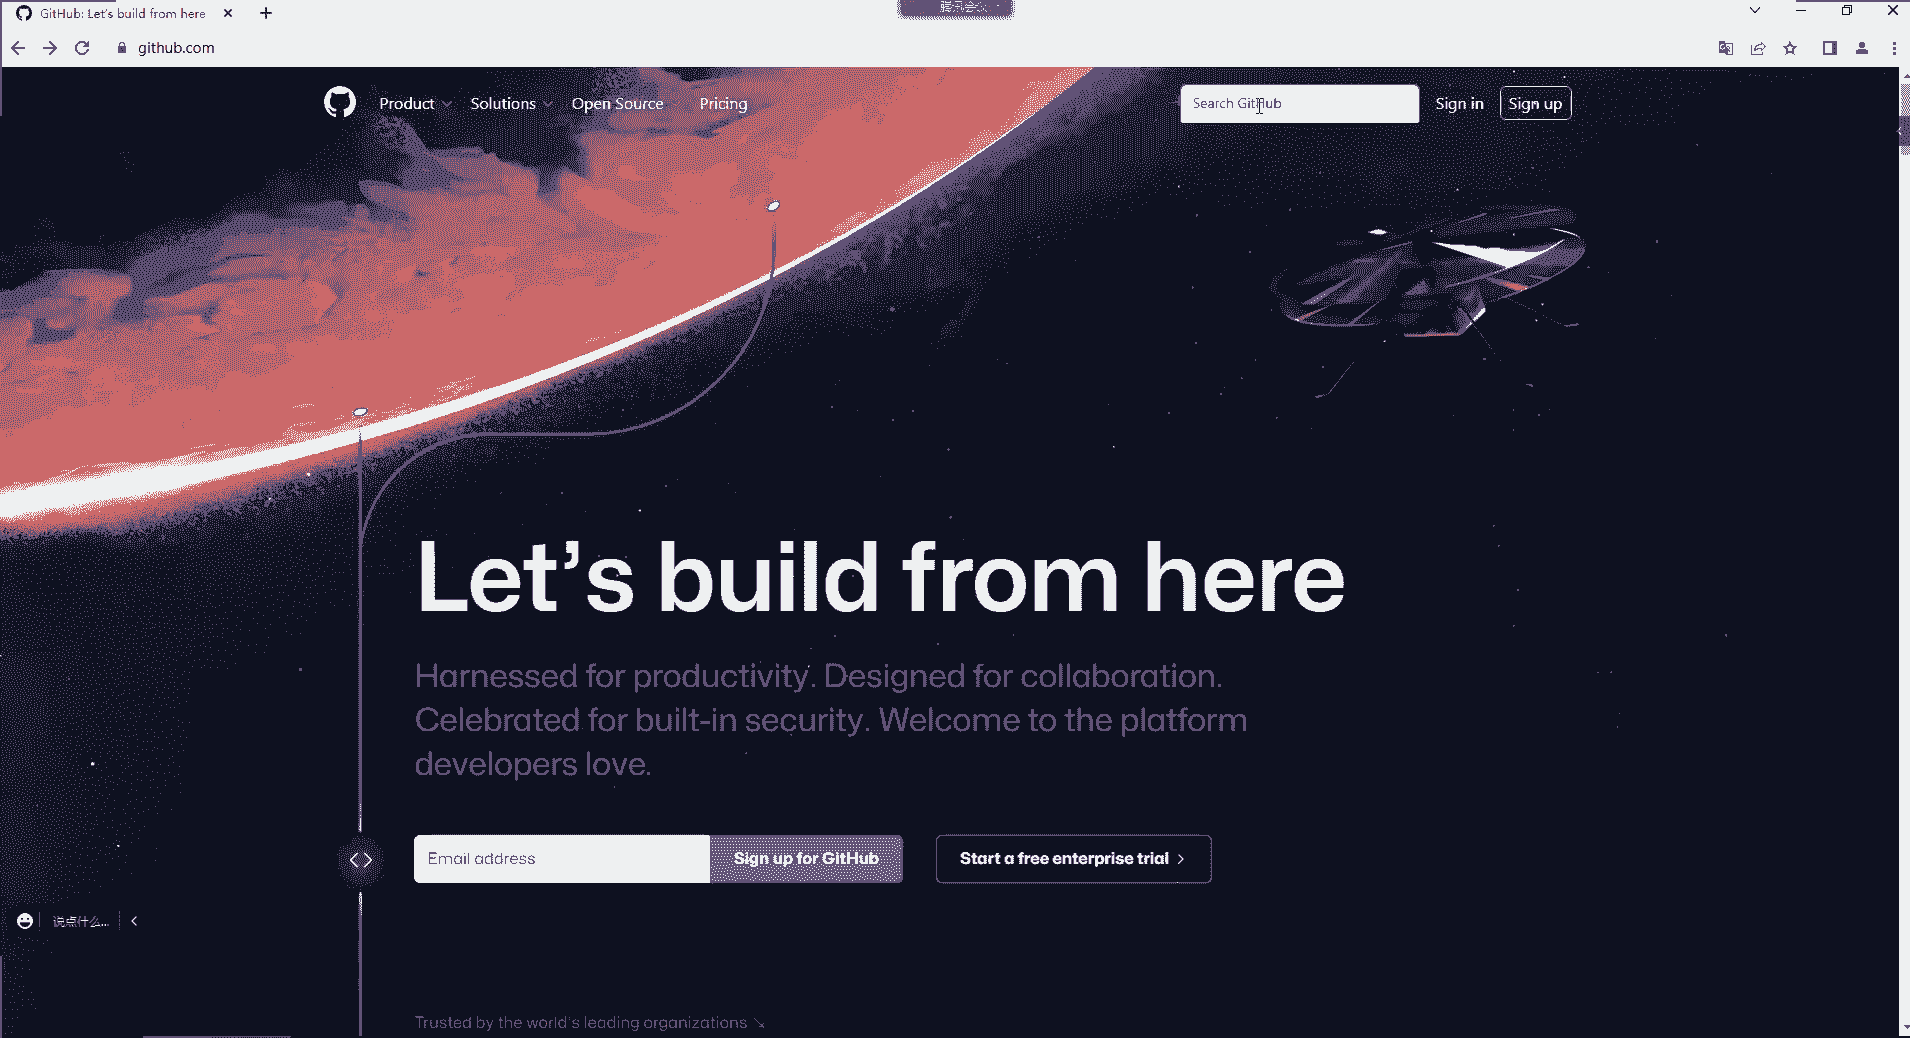 GitHub: Let's build from here
腾讯会议
github.com
Product
Solutions
Open Source
Pricing
Search GitHub
Sign in
Sign up
Let’s build from here
Harnessed for productivity. Designed for collaboration.
Celebrated for built-in security. Welcome to the platform
developers love.
Email address
Sign up for GitHub
Start a free enterprise trial
说点什么...
Trusted by the world’s leading organizations ↘